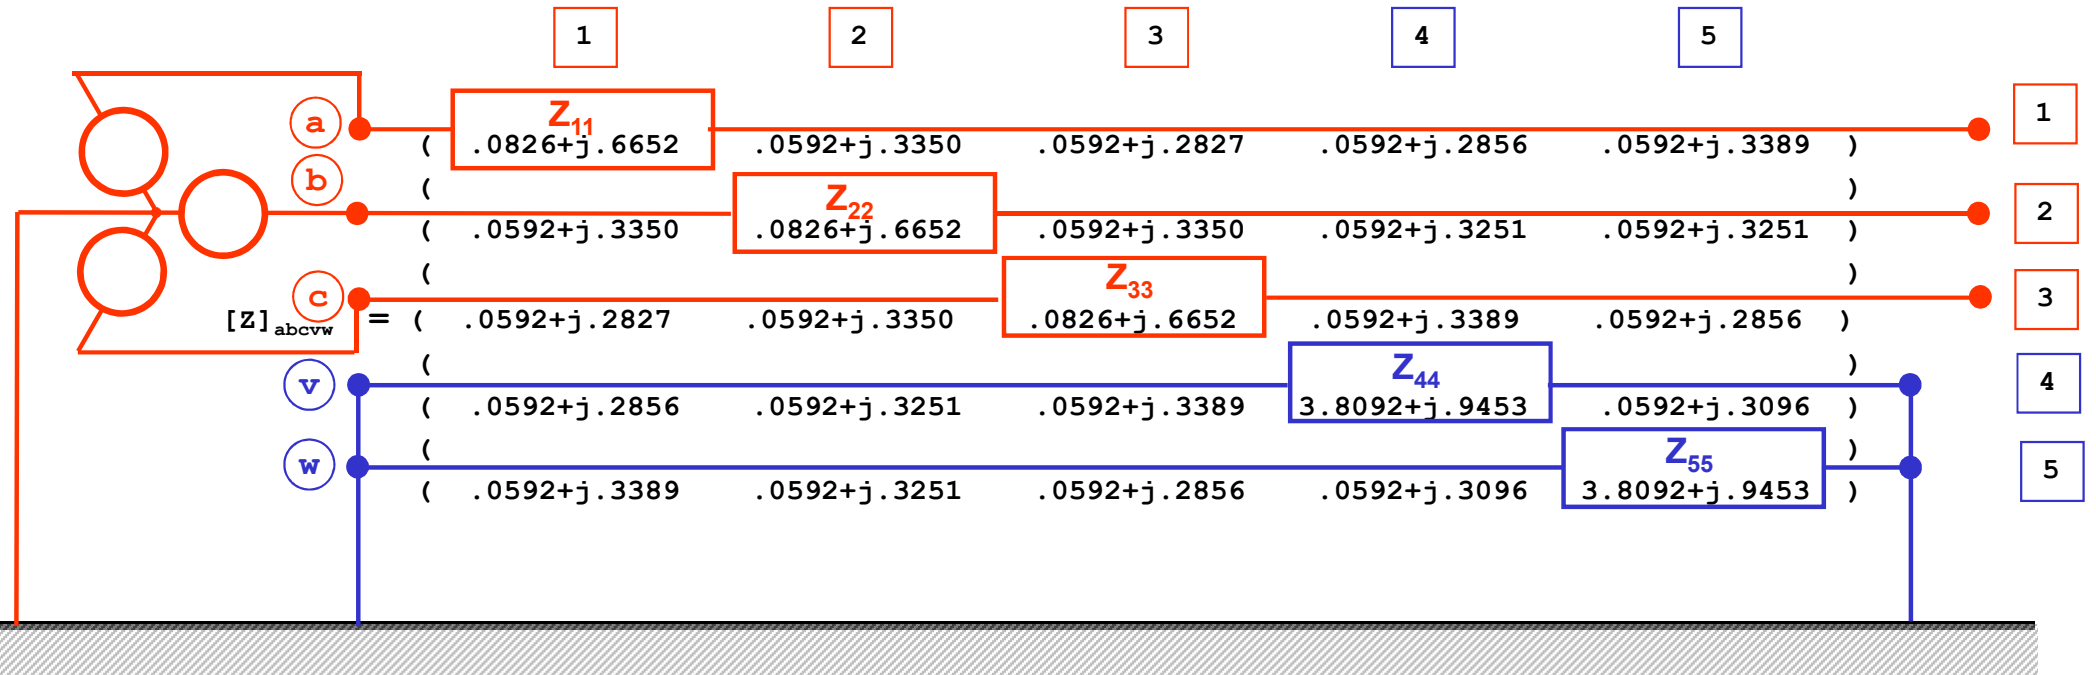 1 2 3 4 5
a Z11 1
( .0826+j.6652 .0592+j.3350 .0592+j.2827 .0592+j.2856 .0592+j.3389 )
b ( )
Z22 2
( .0592+j.3350 .0826+j.6652 .0592+j.3350 .0592+j.3251 .0592+j.3251 )
( )
c Z33 3
[Z]abcvw = ( .0592+j.2827 .0592+j.3350 .0826+j.6652 .0592+j.3389 .0592+j.2856 )
( )
v Z44 4
( .0592+j.2856 .0592+j.3251 .0592+j.3389 3.8092+j.9453 .0592+j.3096 )
( )
w Z55 5
( .0592+j.3389 .0592+j.3251 .0592+j.2856 .0592+j.3096 3.8092+j.9453 )